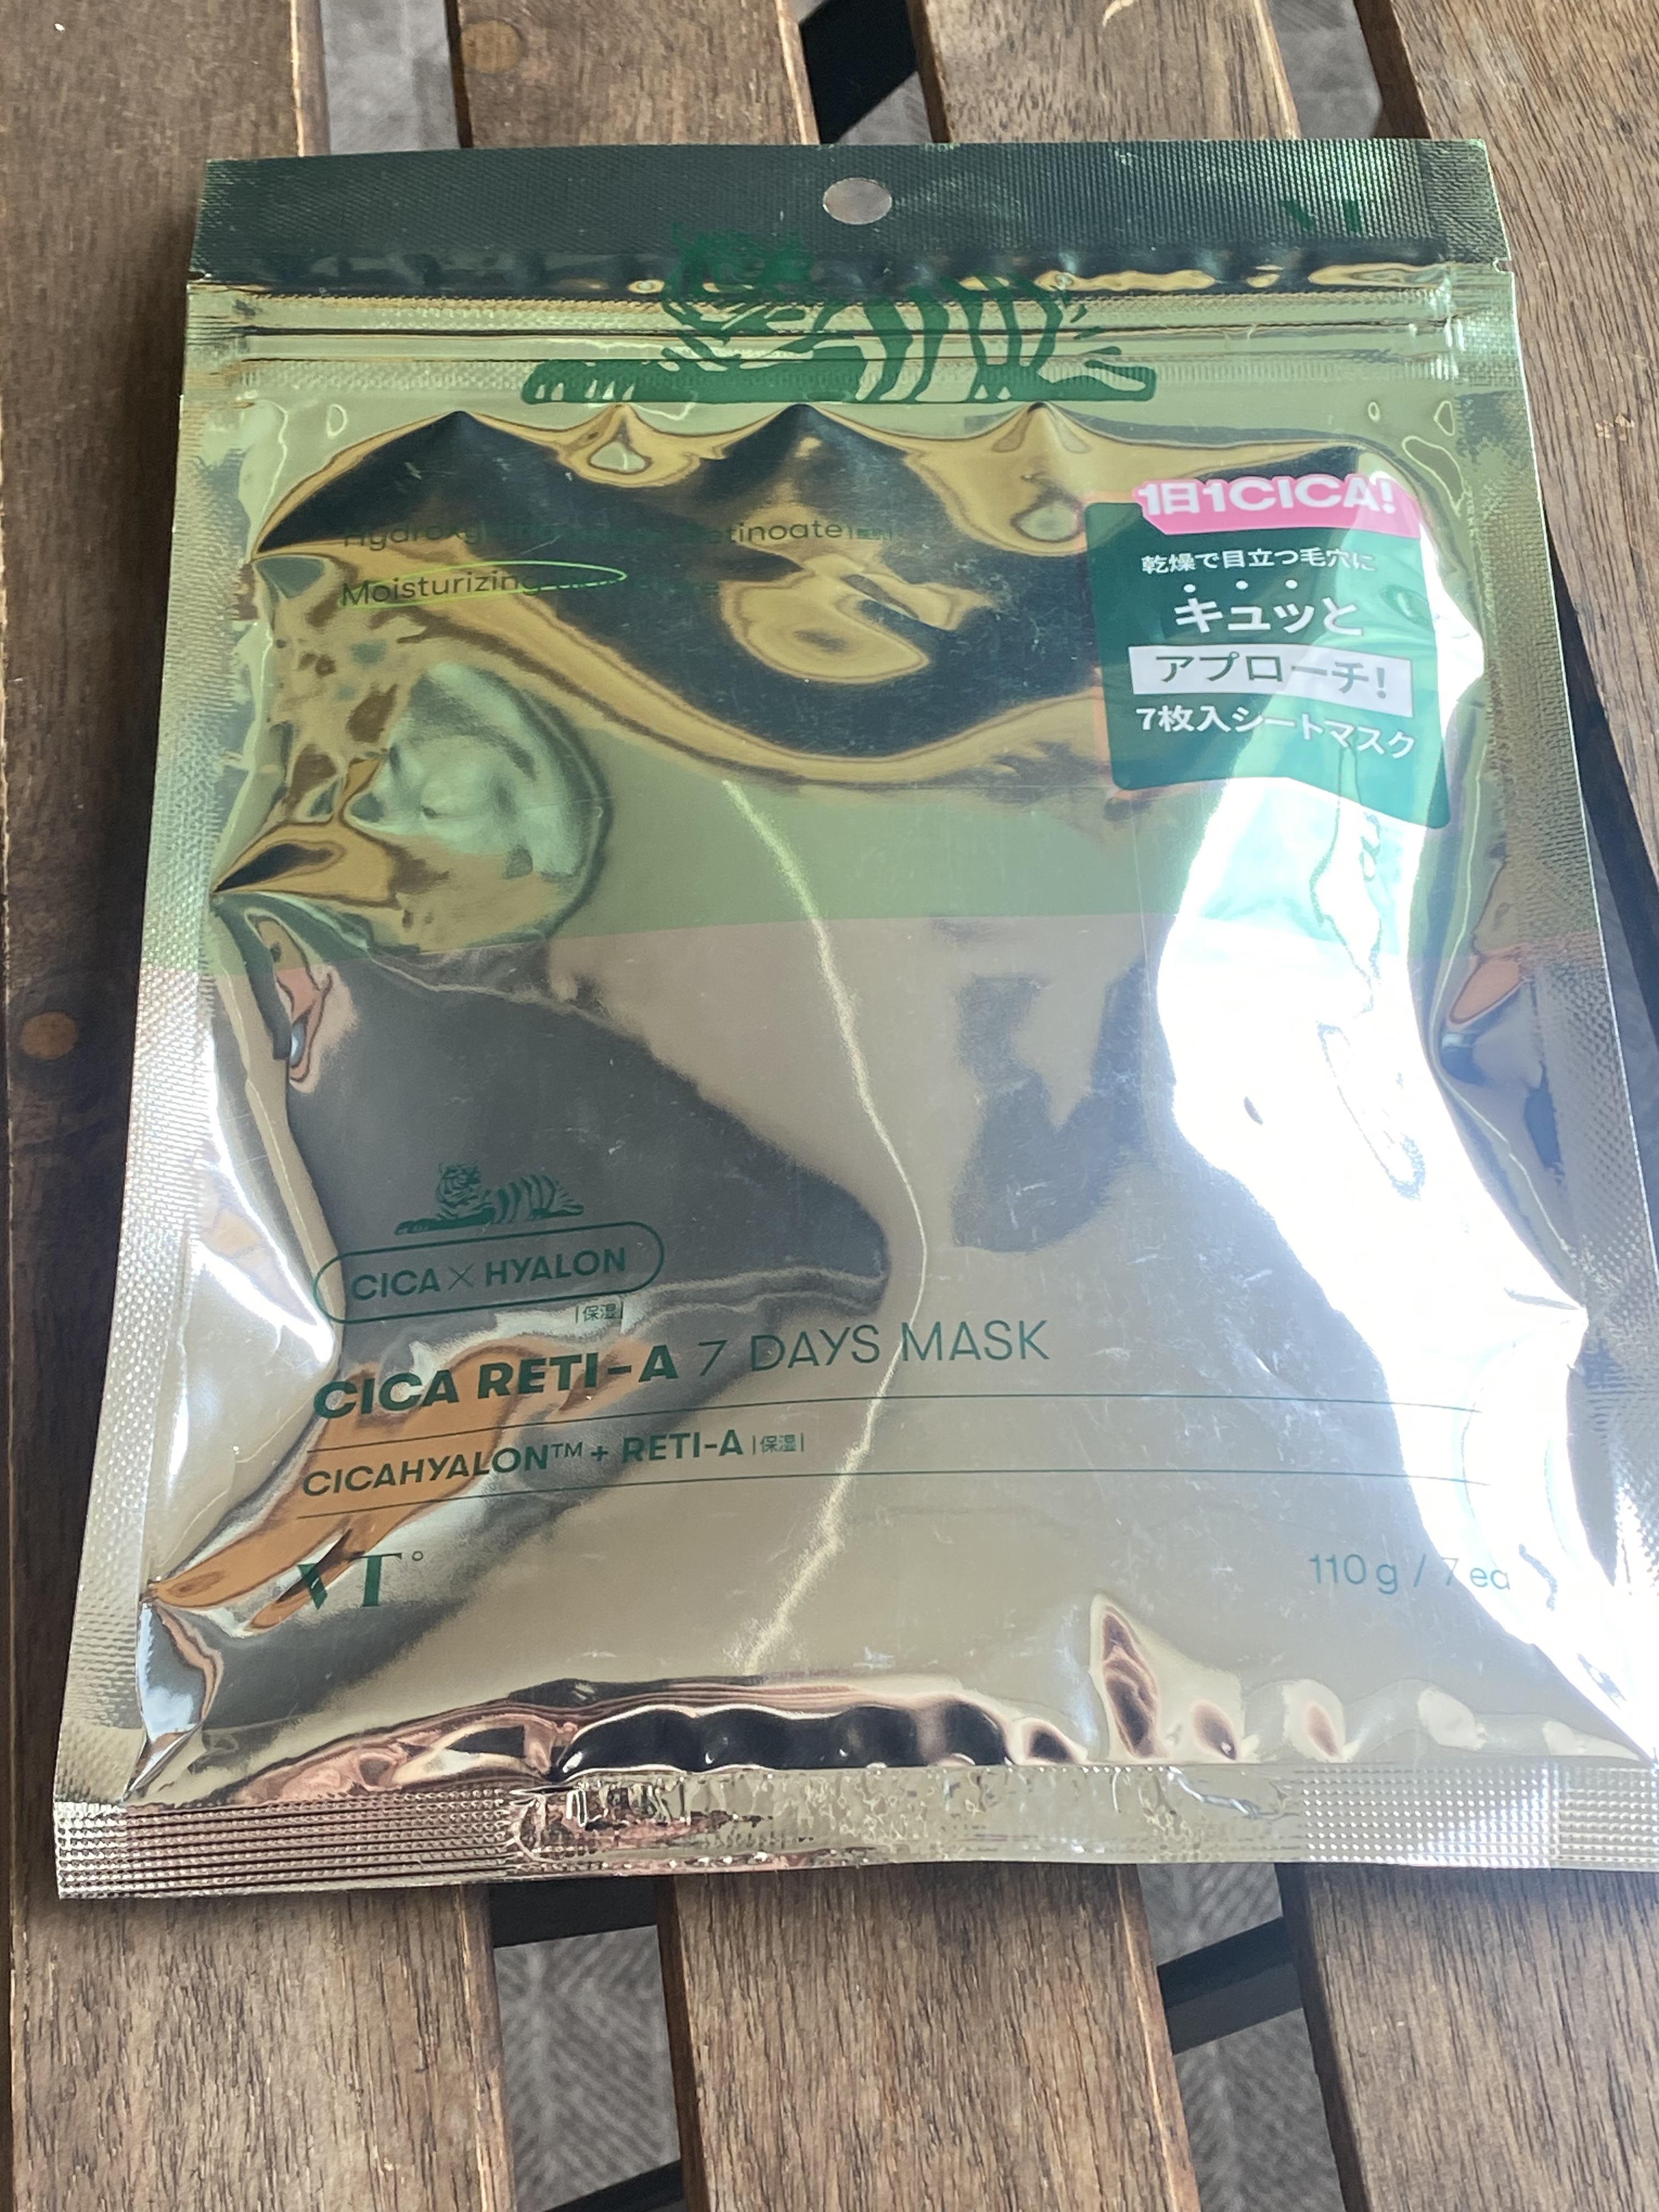 1日1CICA!
乾燥で目立つ毛穴に
キュッと
アプローチ!
7枚入シートマスク
Moisturizing
CICA×HYALON
|保湿|
CICA RETI-A 7 DAYS MASK
CICAHYALON™+ RETI-A |保湿|
VT°
110g / 7 ea